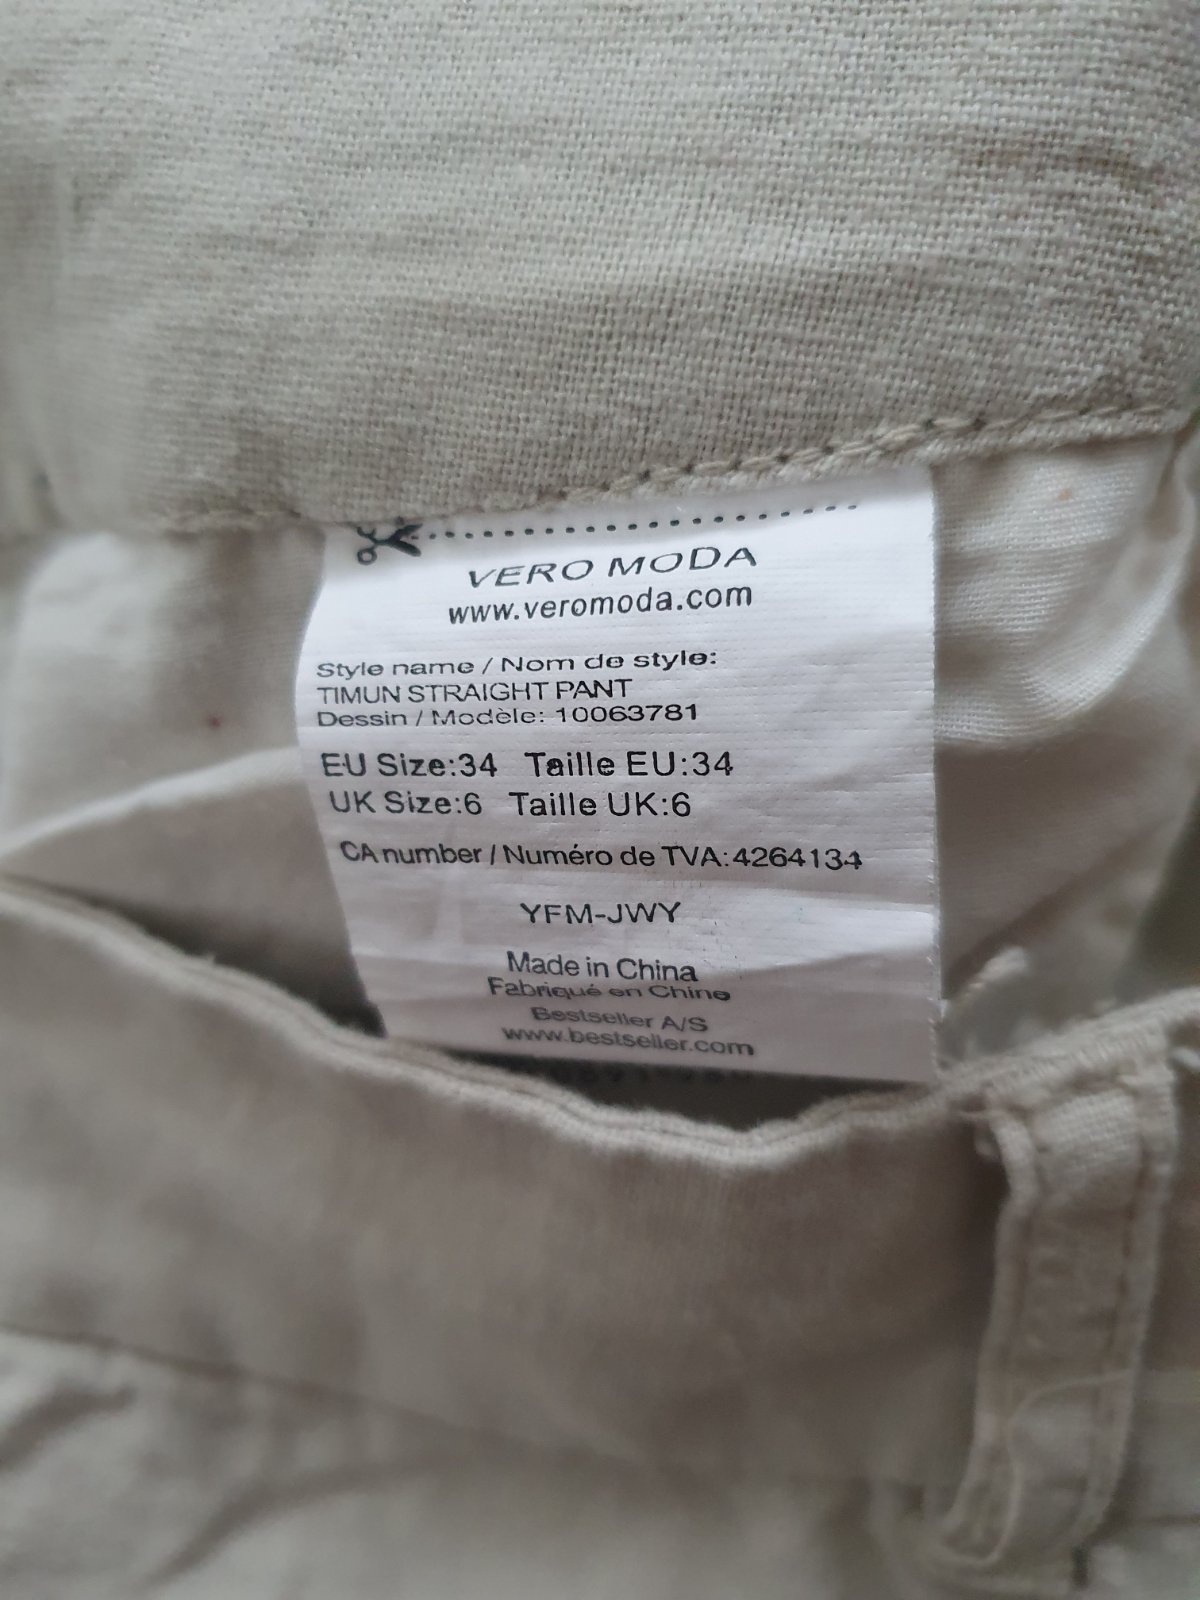 VERO MODA
www.veromoda.com
Style name / Nom de style:
TIMUN STRAIGHT PANT
Dessin / Modèle: 10063781
EU Size:34 Taille EU:34
UK Size:6 Taille UK:6
CA number / Numéro de TVA:4264134
YFM-JWY
Made in China
Fabriqué en Chine
Bestseller A/S
www.bestseller.com